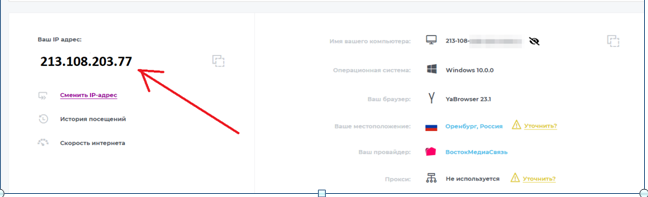 Ваш IP адрес:
213.108.203.77
Сменить IP-адрес
История посещений
Скорость интернета
Имя вашего компьютера: 213-108-
Операционная система: Windows 10.0.0
Ваш браузер: YaBrowser 23.1
Ваше местоположение: Оренбург, Россия Уточнить?
Ваш провайдер: ВостокМедиаСвязь
Прокси: Не используется Уточнить?